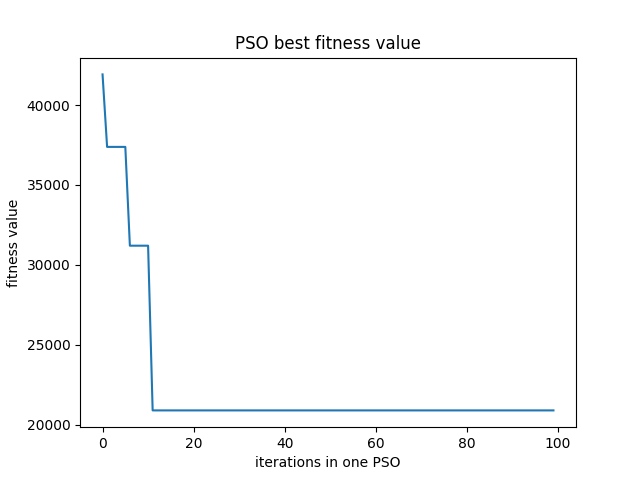 PSO best fitness value
fitness value
40000
35000
30000
25000
20000
0 20 40 60 80 100
iterations in one PSO